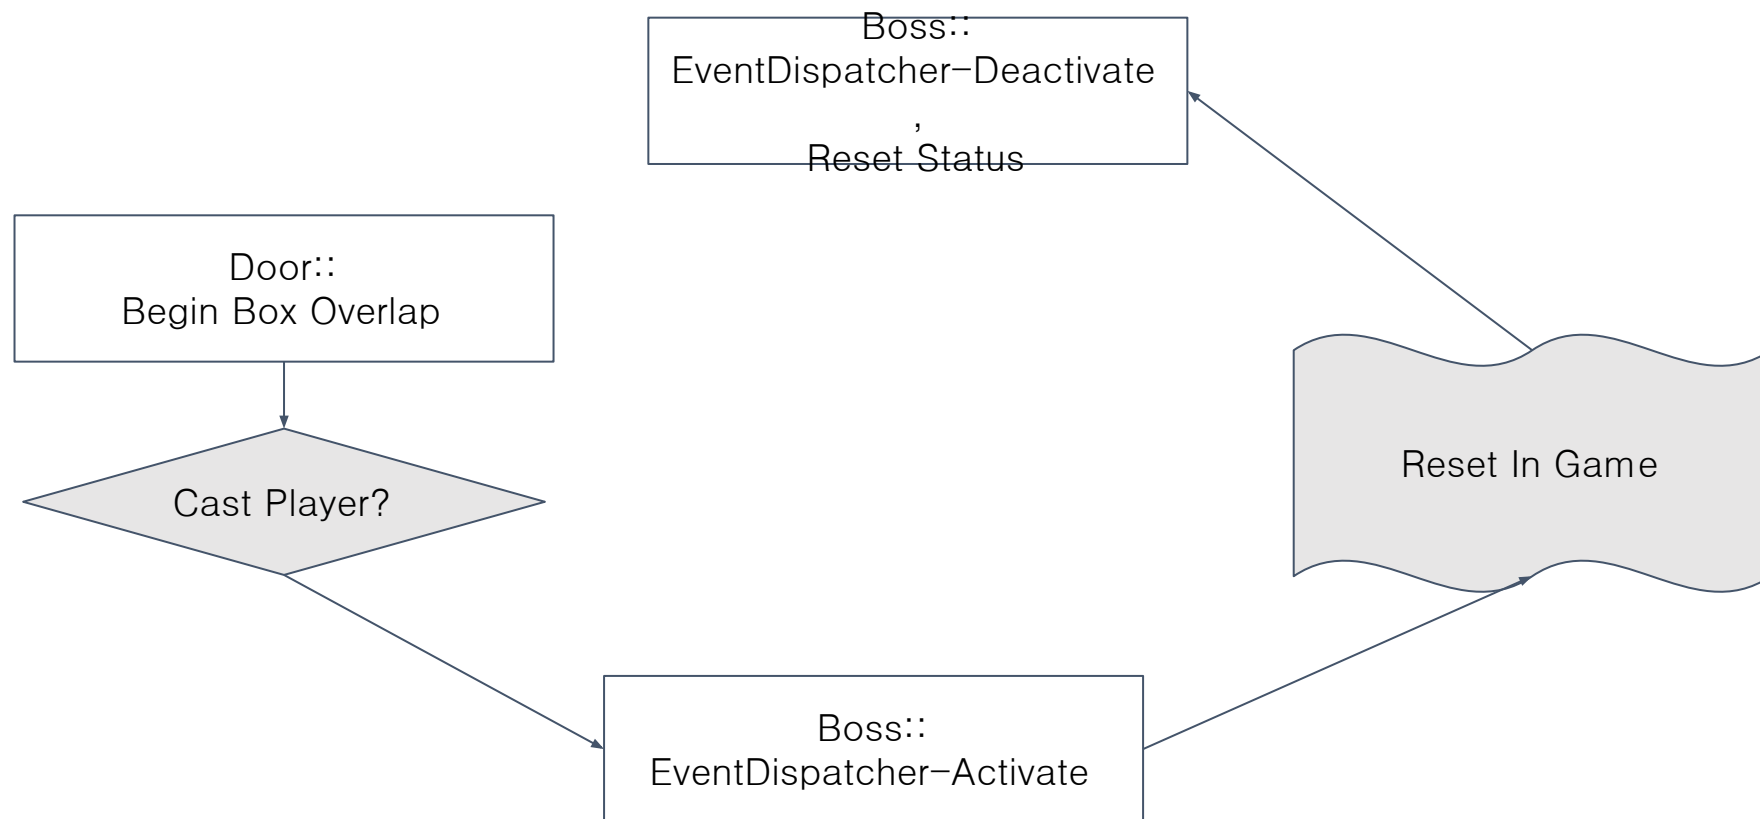 Boss::
EventDispatcher-Deactivate
,
Reset Status
Door::
Begin Box Overlap
Cast Player?
Reset In Game
Boss::
EventDispatcher-Activate